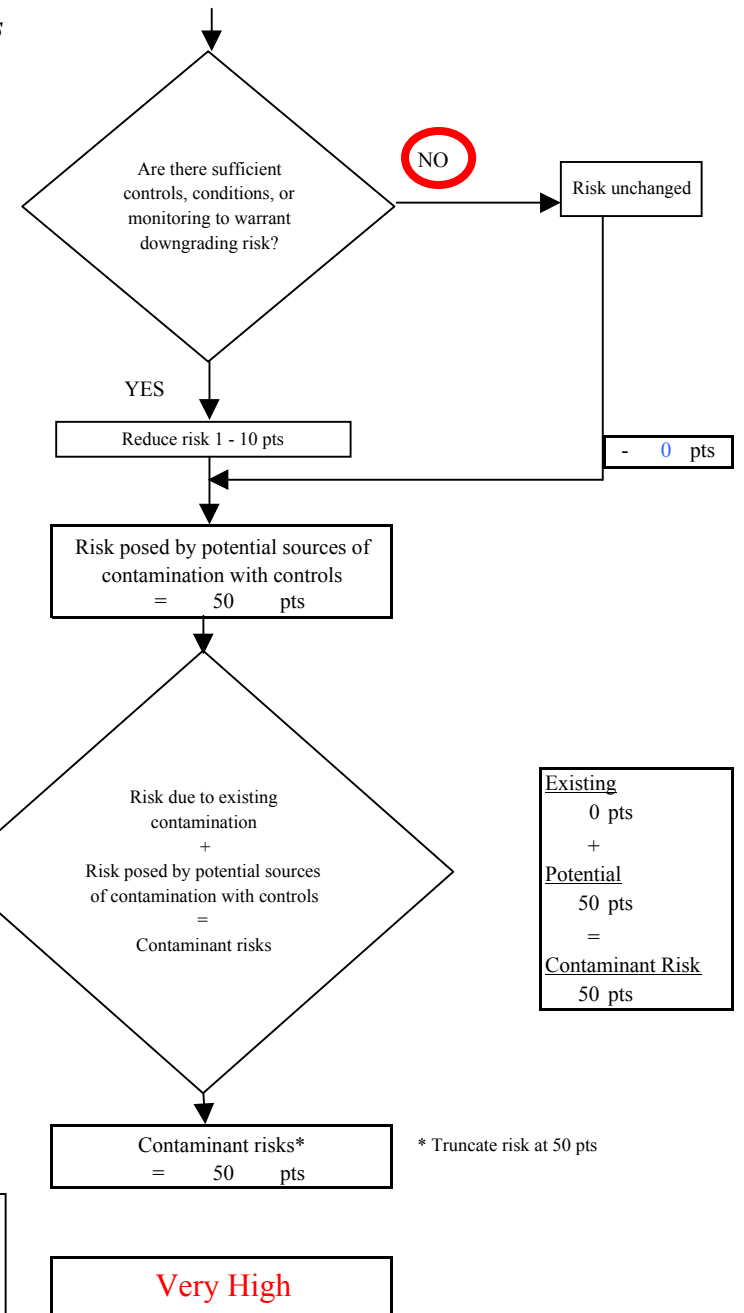 s
Are there sufficient
controls, conditions, or
monitoring to warrant
downgrading risk?
NO
Risk unchanged
YES
Reduce risk 1 - 10 pts
- 0 pts
Risk posed by potential sources of
contamination with controls
= 50 pts
Risk due to existing
contamination
+
Risk posed by potential sources
of contamination with controls
=
Contaminant risks
Existing
0 pts
+
Potential
50 pts
=
Contaminant Risk
50 pts
Contaminant risks*
= 50 pts
* Truncate risk at 50 pts
Very High